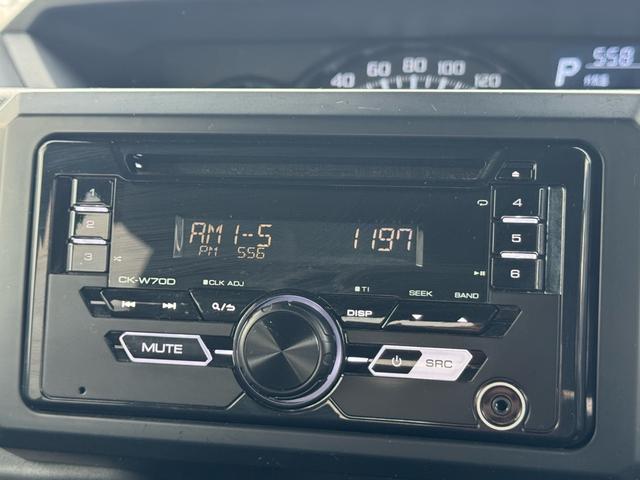 40 60 80 100 120
P 558
1
2
3
AM1-5 1197
PM 556
4
5
6
CK-W70D CLK ADJ TI SEEK BAND
DISP
MUTE
SRC